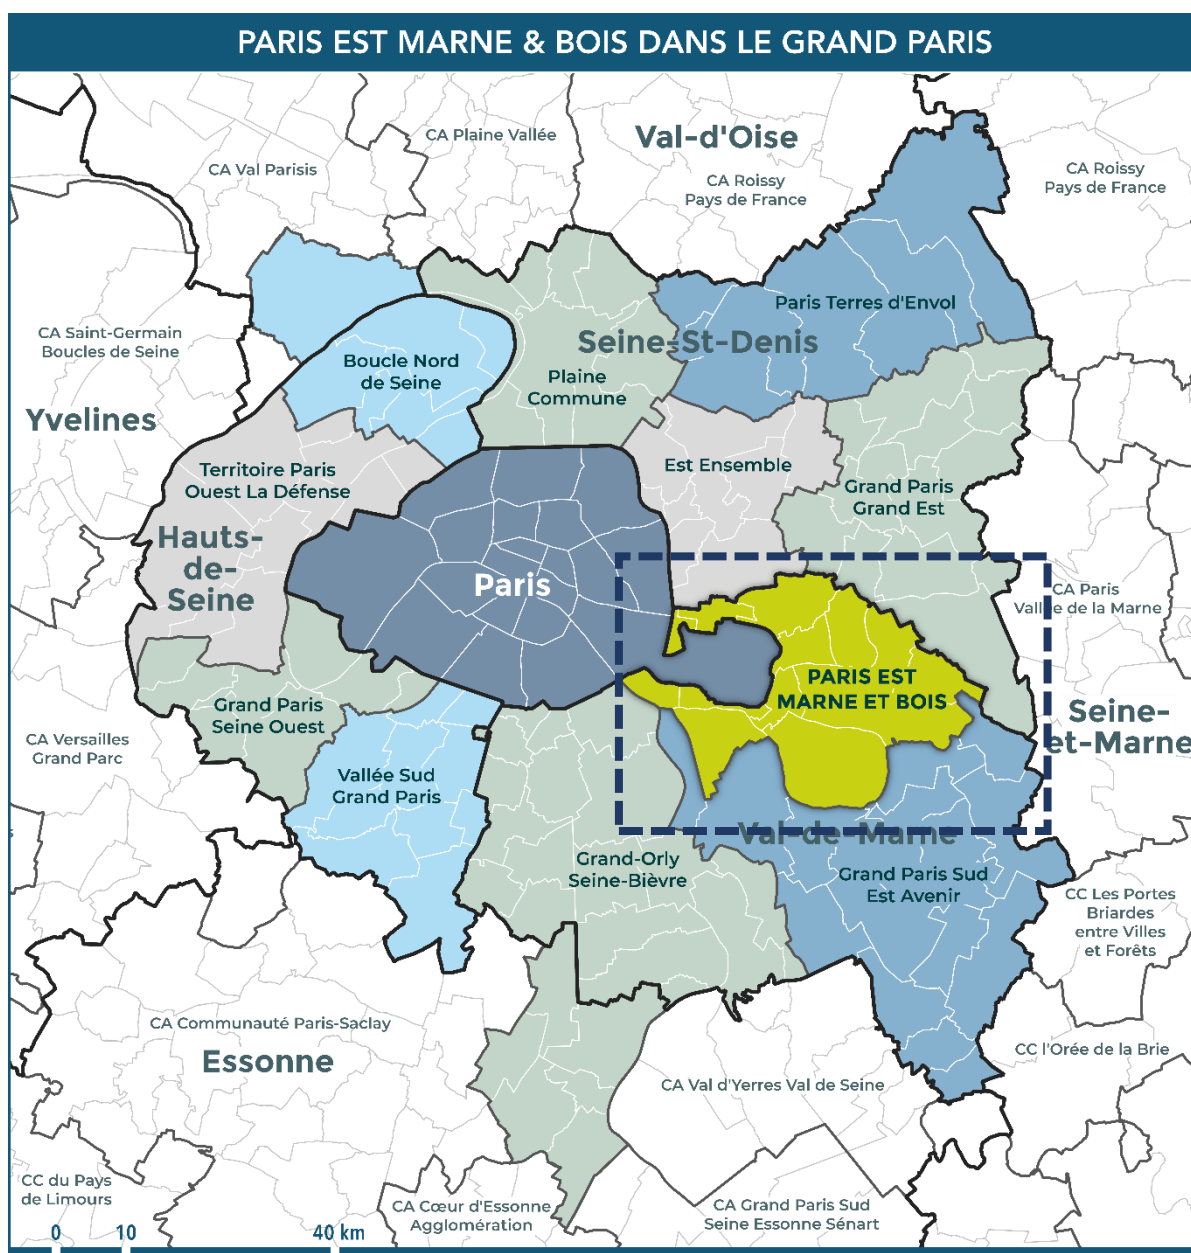 PARIS EST MARNE & BOIS DANS LE GRAND PARIS
CA Plaine Vallée
Val-d'Oise
CA Val Parisis
CA Roissy
Pays de France
CA Roissy
Pays de France
Paris Terres d'Envol
CA Saint-Germain
Boucles de Seine
Seine-St-Denis
Boucle Nord
de Seine
Plaine
Commune
Yvelines
Territoire Paris
Ouest La Défense
Est Ensemble
Grand Paris
Grand Est
Hauts-
de-
Seine
Paris
CA Paris
Vallée de la Marne
PARIS EST
MARNE ET BOIS
Grand Paris
Seine Ouest
Seine-
et-Marne
CA Versailles
Grand Parc
Vallée Sud
Grand Paris
Val-de-Marne
Grand-Orly
Seine-Bièvre
Grand Paris Sud
Est Avenir
CC Les Portes
Briardes
entre Villes
et Forêts
CA Communauté Paris-Saclay
Essonne
CC l'Orée de la Brie
CA Val d'Yerres Val de Seine
CC du Pays
de Limours
CA Cœur d'Essonne
Agglomération
CA Grand Paris Sud
Seine Essonne Sénart
0 10 40 km